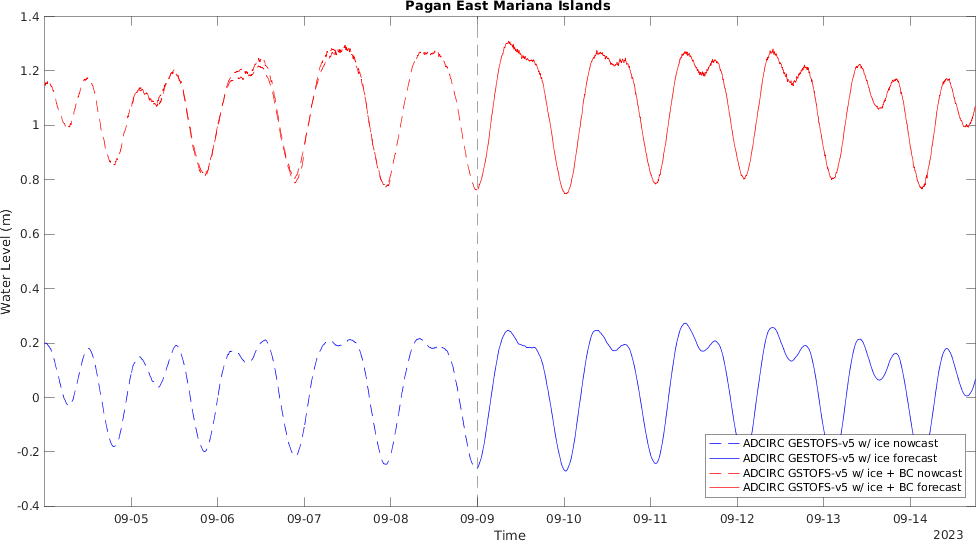 Pagan East Mariana Islands
1.4
1.2
1
0.8
0.6
0.4
0.2
0
-0.2
-0.4
Water Level (m)
ADCIRC GESTOFS-v5 w/ ice nowcast
ADCIRC GESTOFS-v5 w/ ice forecast
ADCIRC GSTOFS-v5 w/ ice + BC nowcast
ADCIRC GSTOFS-v5 w/ ice + BC forecast
09-05 09-06 09-07 09-08 09-09 09-10 09-11 09-12 09-13 09-14
Time
2023